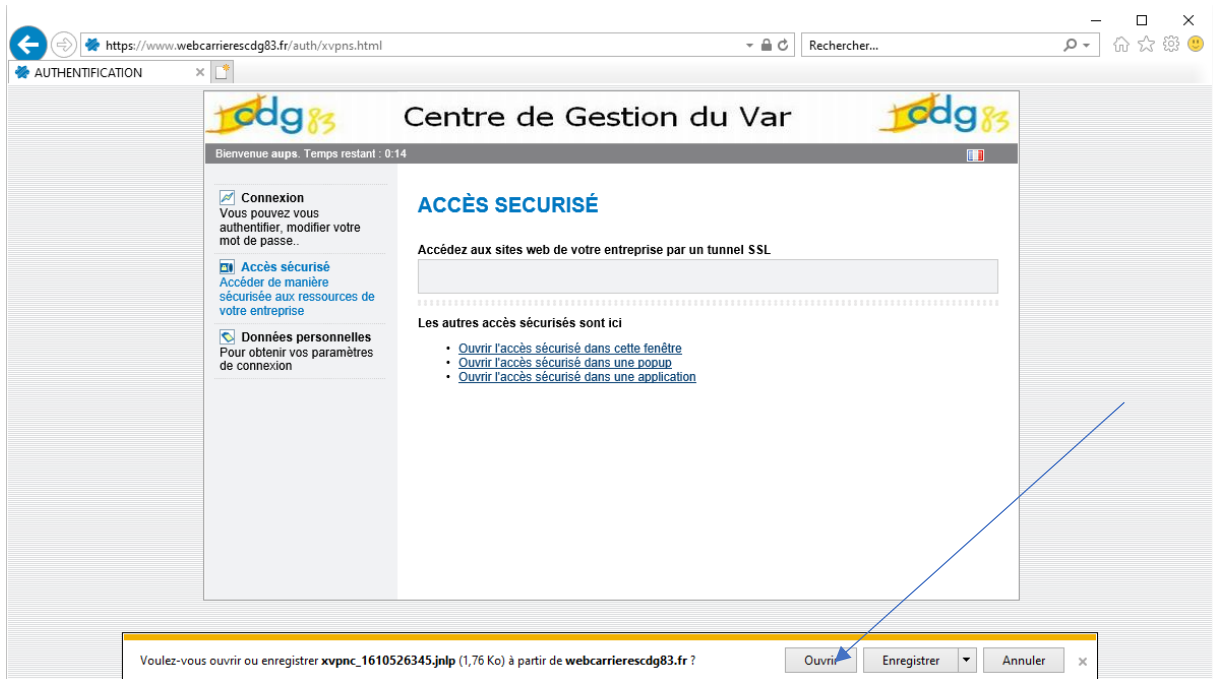 https://www.webcarrierescdg83.fr/auth/xvpns.html
Rechercher...
AUTHENTIFICATION
cdg83 Centre de Gestion du Var cdg83
Bienvenue aups. Temps restant : 0:14
Connexion
Vous pouvez vous
authentifier, modifier votre
mot de passe..
Accès sécurisé
Accéder de manière
sécurisée aux ressources de
votre entreprise
Données personnelles
Pour obtenir vos paramètres
de connexion
ACCÈS SECURISÉ
Accédez aux sites web de votre entreprise par un tunnel SSL
Les autres accès sécurisés sont ici
• Ouvrir l'accès sécurisé dans cette fenêtre
• Ouvrir l'accès sécurisé dans une popup
• Ouvrir l'accès sécurisé dans une application
Voulez-vous ouvrir ou enregistrer xvpnc_1610526345.jnlp (1,76 Ko) à partir de webcarrierescdg83.fr ? Ouvrir Enregistrer Annuler